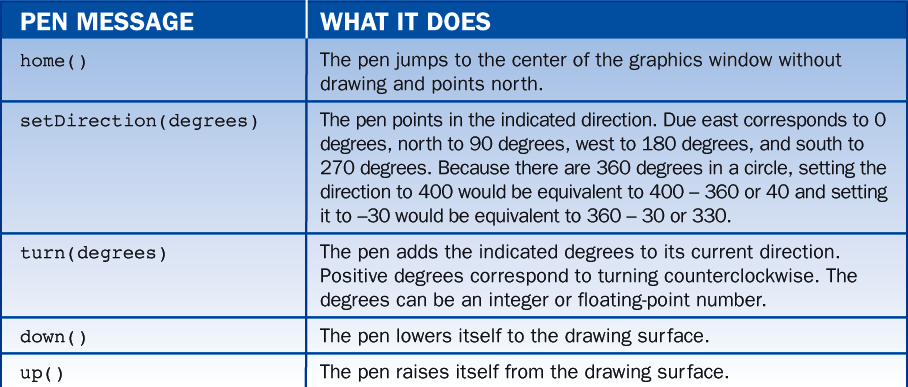 PEN MESSAGE WHAT IT DOES
home() The pen jumps to the center of the graphics window without
drawing and points north.
setDirection(degrees) The pen points in the indicated direction. Due east corresponds to 0
degrees, north to 90 degrees, west to 180 degrees, and south to
270 degrees. Because there are 360 degrees in a circle, setting the
direction to 400 would be equivalent to 400 – 360 or 40 and setting
it to –30 would be equivalent to 360 – 30 or 330.
turn(degrees) The pen adds the indicated degrees to its current direction.
Positive degrees correspond to turning counterclockwise. The
degrees can be an integer or floating-point number.
down() The pen lowers itself to the drawing surface.
up() The pen raises itself from the drawing surface.